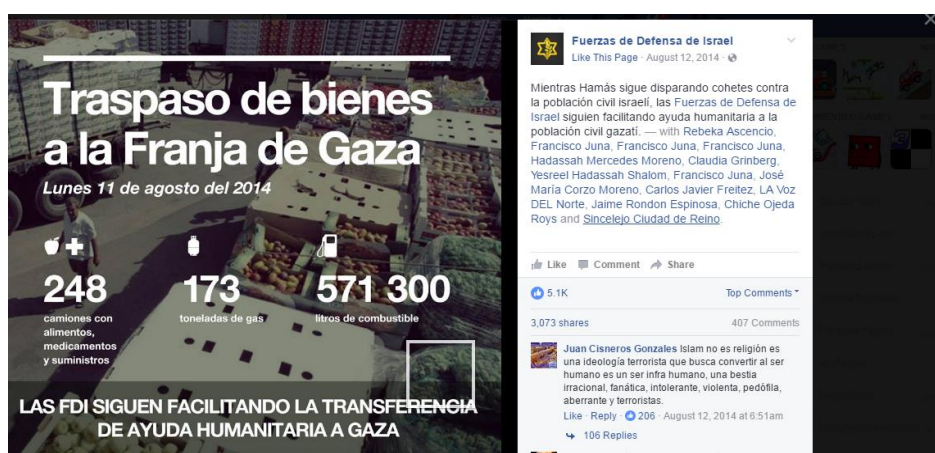 Traspaso de bienes
a la Franja de Gaza
Lunes 11 de agosto del 2014
248
camiones con
alimentos,
medicamentos
y suministros
173
toneladas de gas
571 300
litros de combustible
LAS FDI SIGUEN FACILITANDO LA TRANSFERENCIA
DE AYUDA HUMANITARIA A GAZA
Fuerzas de Defensa de Israel
Like This Page · August 12, 2014 ·
Mientras Hamás sigue disparando cohetes contra
la población civil israelí, las Fuerzas de Defensa de
Israel siguien facilitando ayuda humanitaria a la
población civil gazatí. — with Rebeka Ascencio,
Francisco Juna, Francisco Juna, Francisco Juna,
Hadassah Mercedes Moreno, Claudia Grinberg,
Yesreel Hadassah Shalom, Francisco Juna, José
María Corzo Moreno, Carlos Javier Freitez, LA Voz
DEL Norte, Jaime Rondon Espinosa, Chiche Ojeda
Roys and Sincelejo Ciudad de Reino.
Like Comment Share
5.1K Top Comments
3,073 shares 407 Comments
Juan Cisneros Gonzales Islam no es religión es
una ideología terrorista que busca convertir al ser
humano es un ser infra humano, una bestia
irracional, fanática, intolerante, violenta, pedófila,
aberrante y terroristas.
Like · Reply · 206 · August 12, 2014 at 6:51am
106 Replies